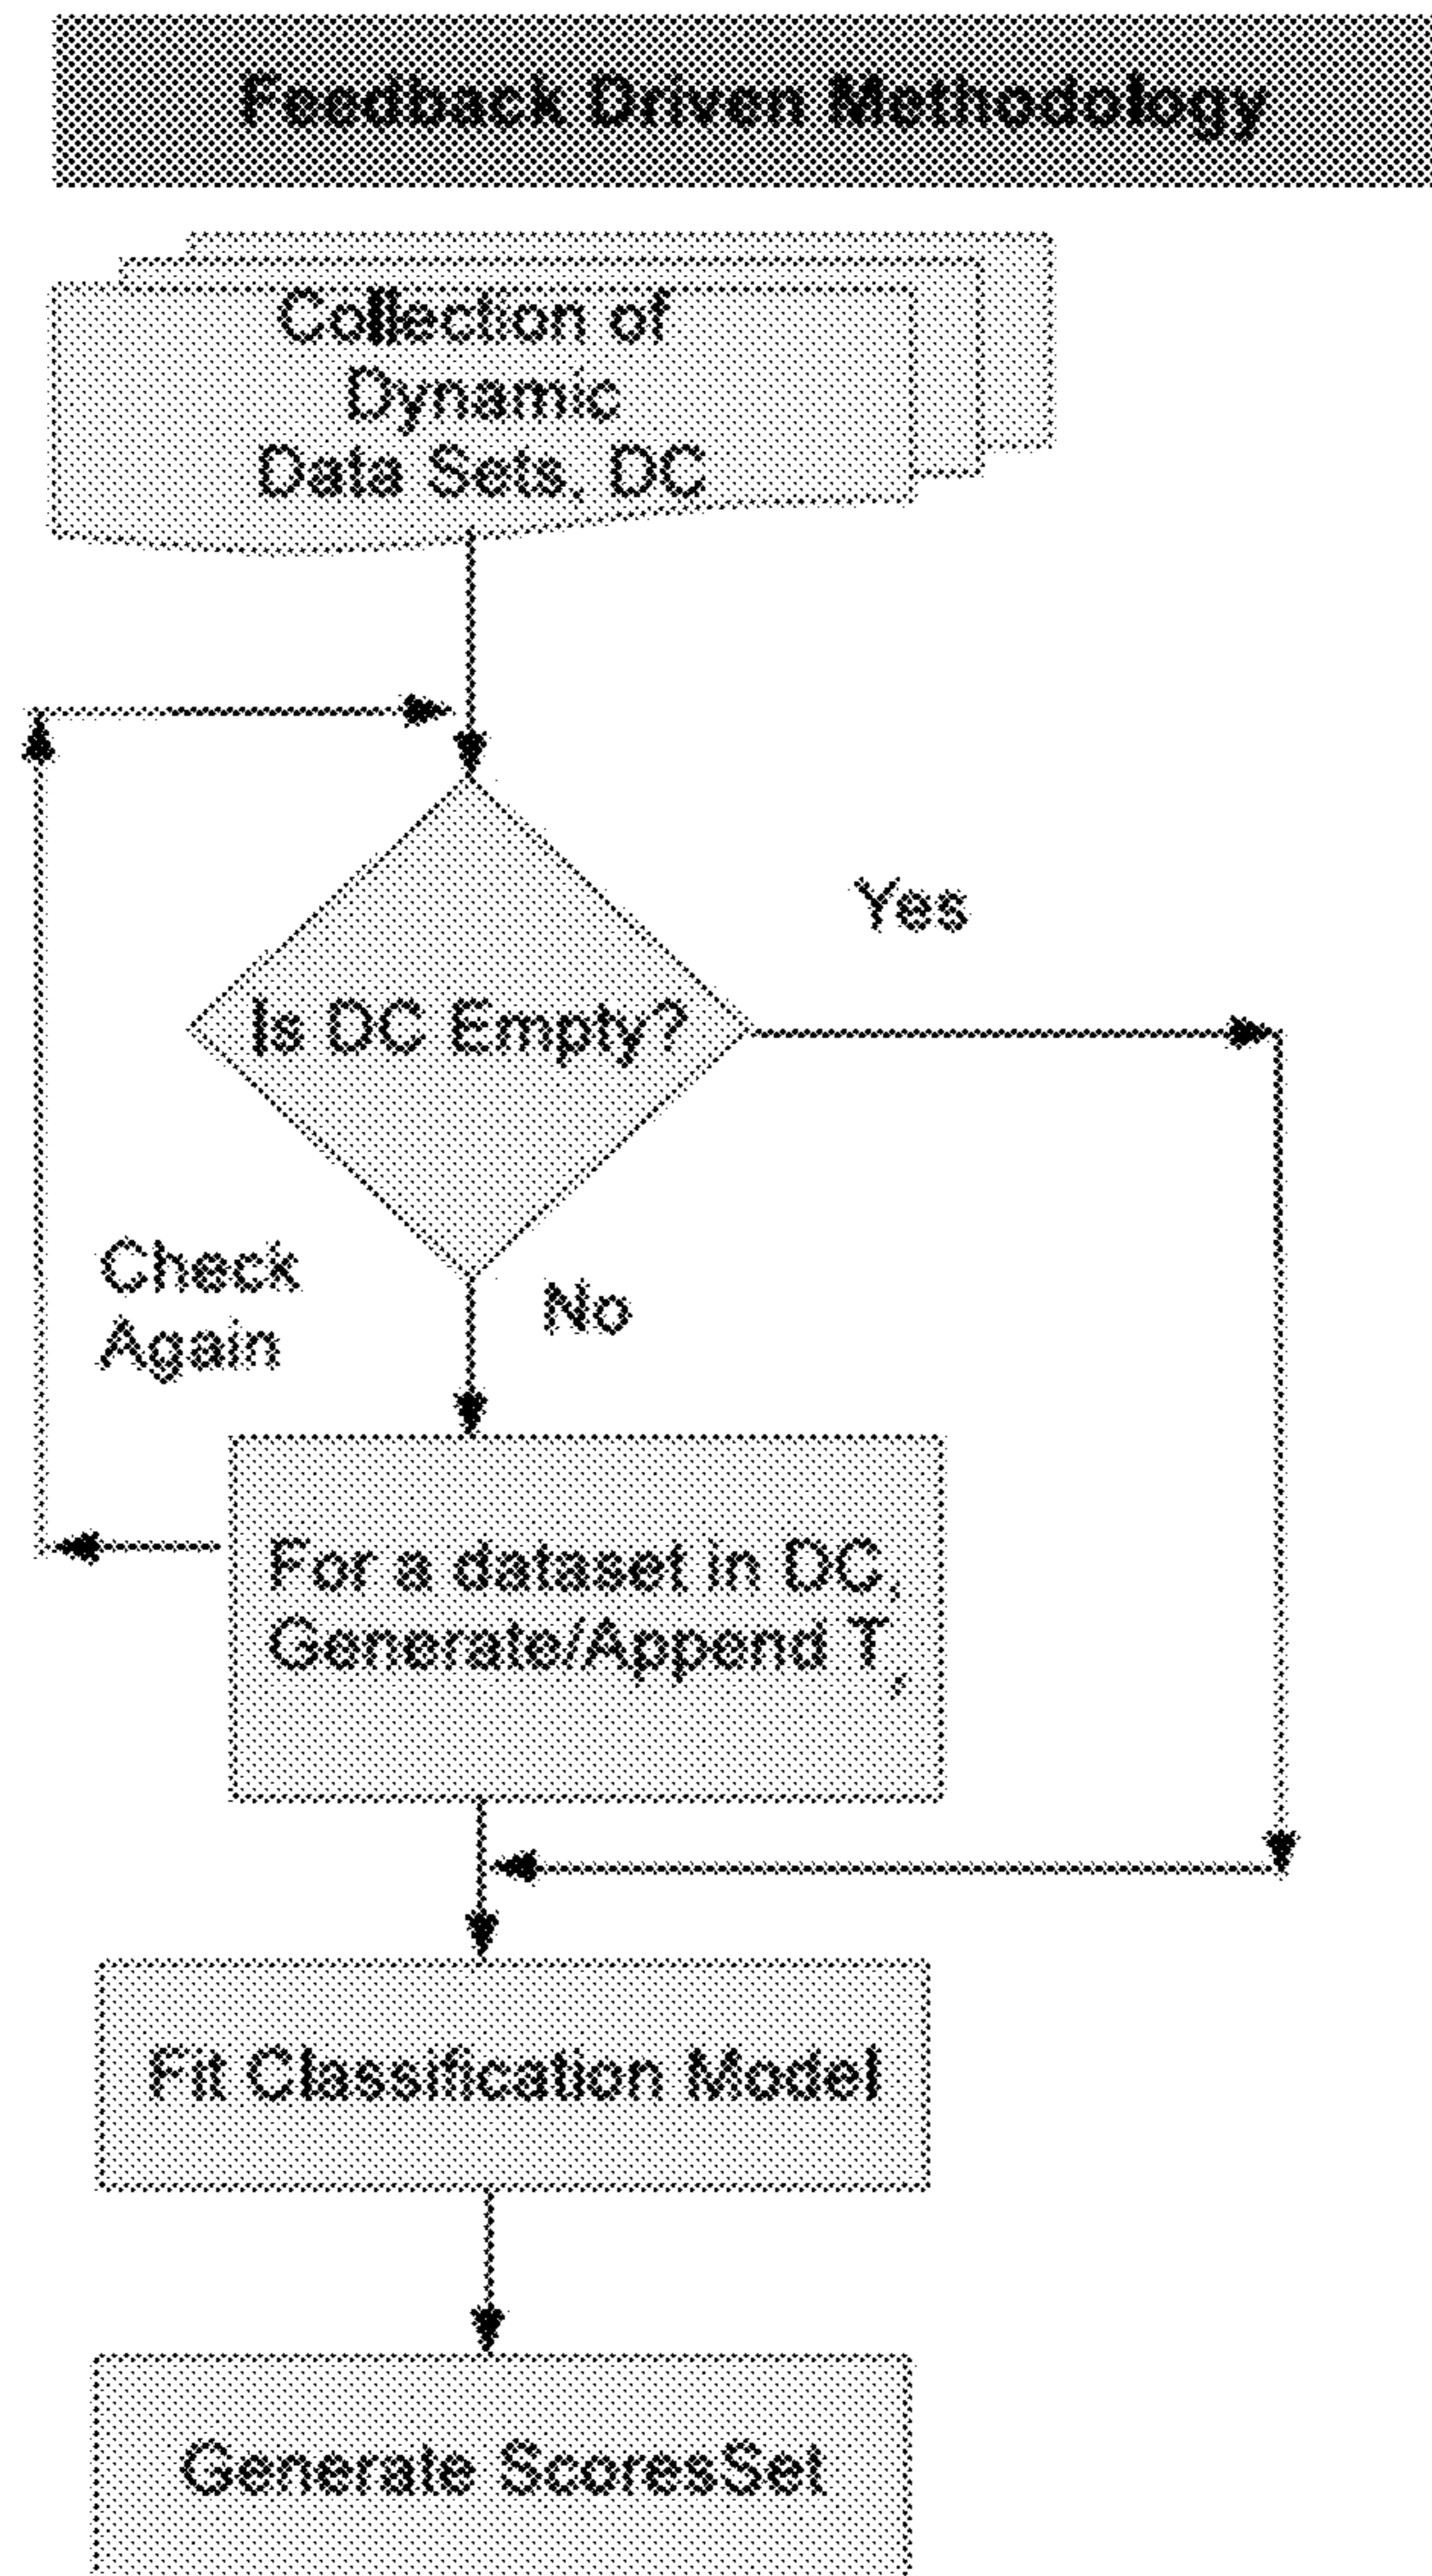 Feedback Driven Methodology
Collection of
Dynamic
Data Sets, DC
Yes
Is DC Empty?
Check
Again
No
For a dataset in DC,
Generate/Append T
Fit Classification Model
Generate ScoresSet